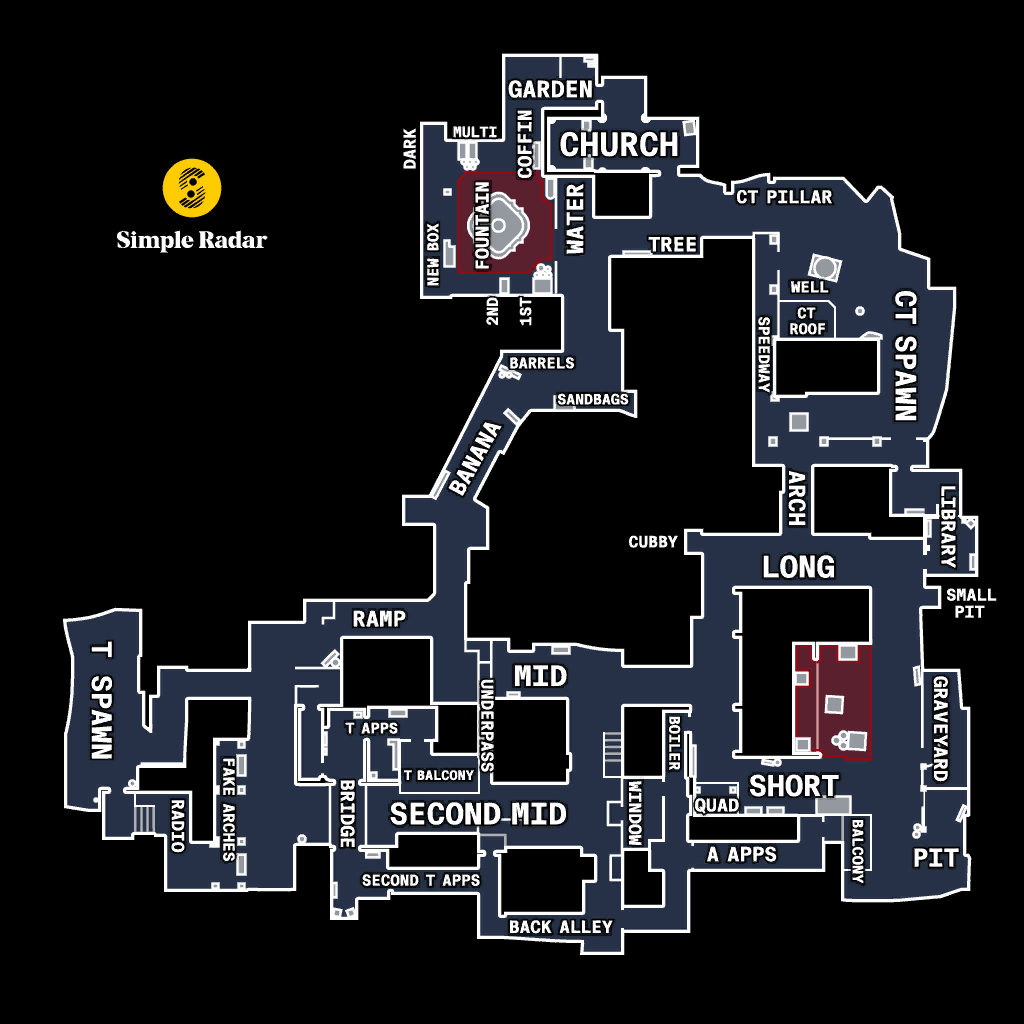 GARDEN
DARK
MULTI
COFFIN
CHURCH
Simple Radar
FOUNTAIN
WATER
CT PILLAR
NEW BOX
TREE
WELL
2ND
1ST
CT
ROOF
CT SPAWN
SPEEDWAY
BARRELS
SANDBAGS
BANANA
ARCH
LIBRARY
CUBBY
LONG
SMALL
PIT
RAMP
T SPAWN
MID
UNDERPASS
GRAVEYARD
T APPS
BOILER
T BALCONY
FAKE ARCHES
BRIDGE
SHORT
RADIO
SECOND MID
WINDOW
QUAD
BALCONY
A APPS
PIT
SECOND T APPS
BACK ALLEY